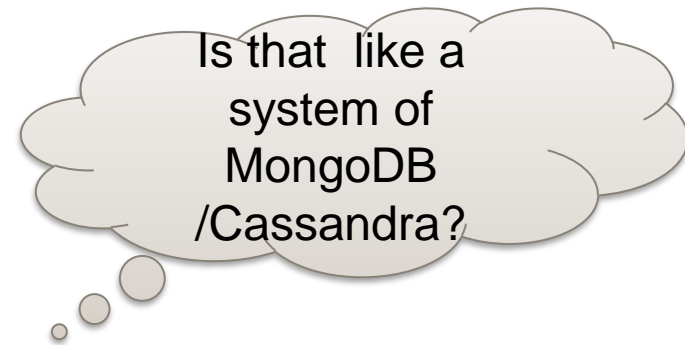 Is that  like a
system of
MongoDB
/Cassandra?